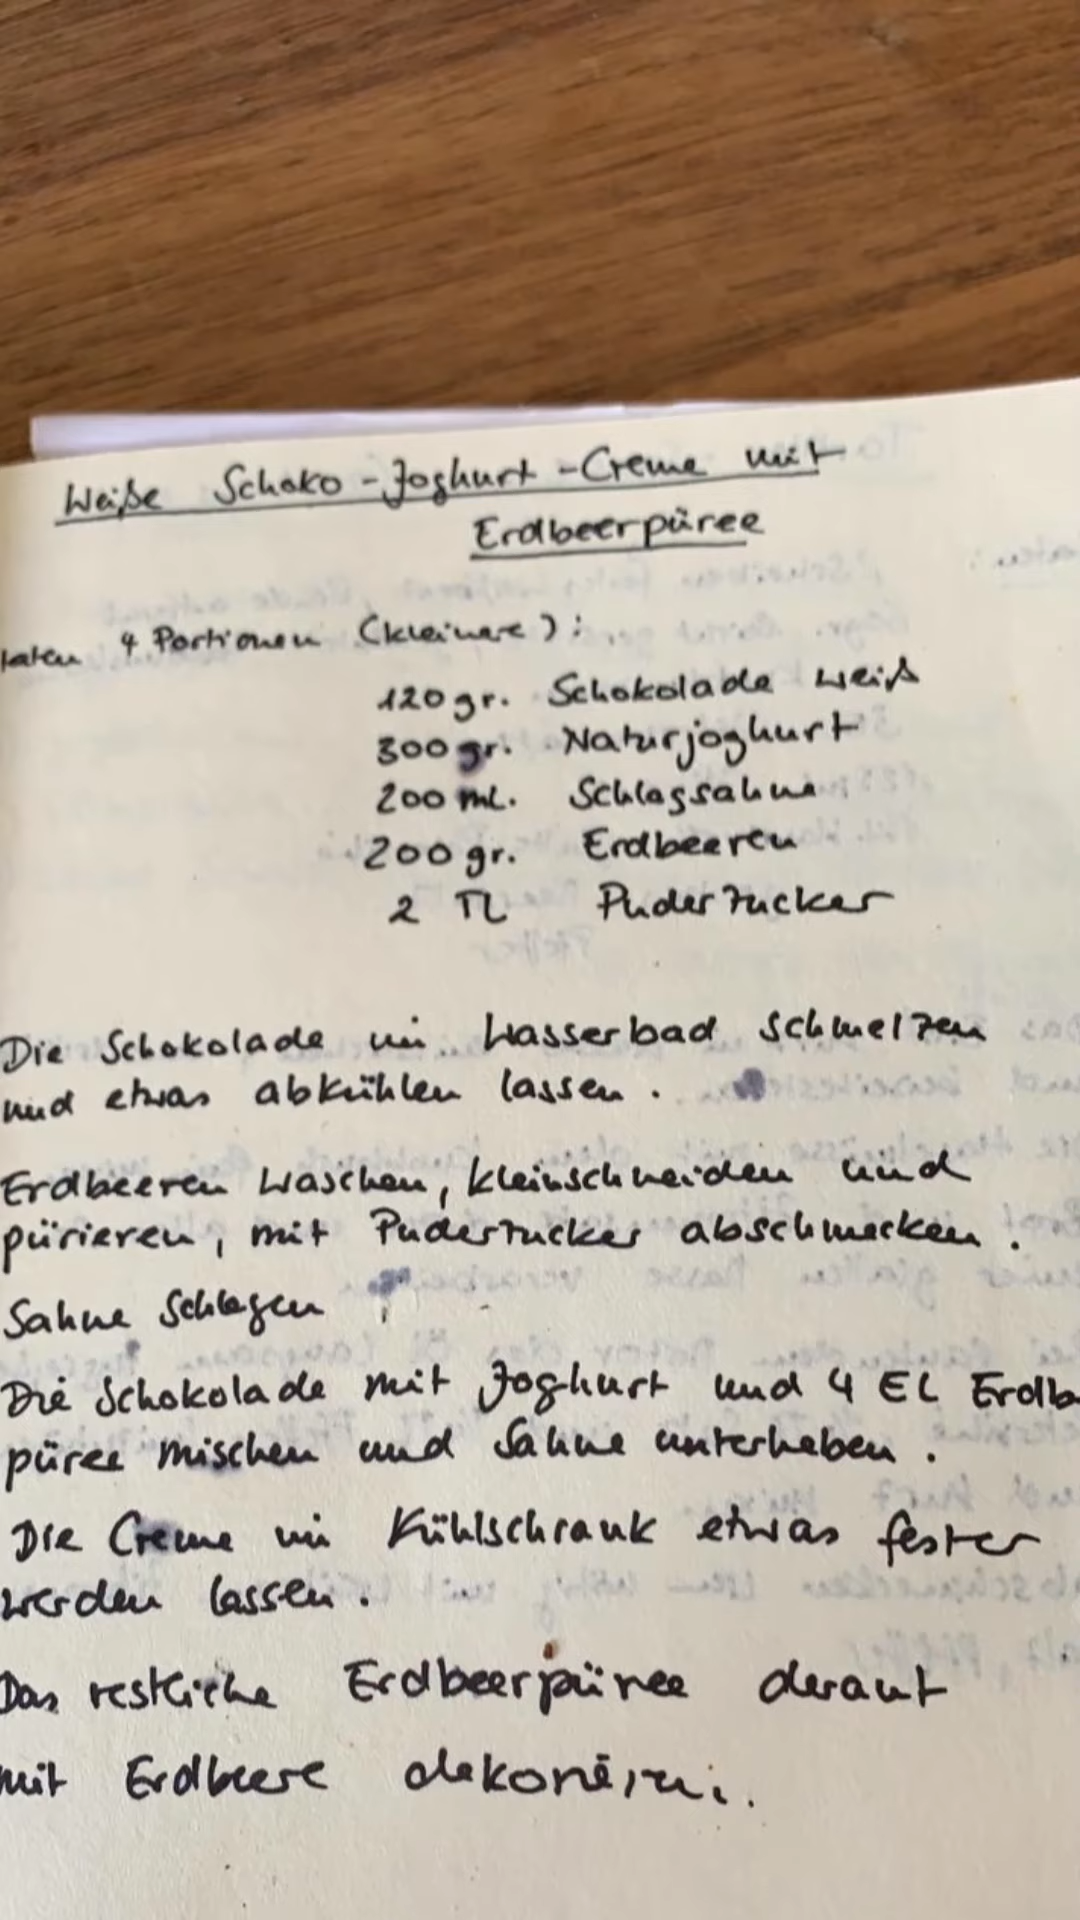 Weiße Schoko-Joghurt-Creme mit
Erdbeerpüree
taten 4 Portionen (kleinere):
120 gr. Schokolade weiß
300 gr. Naturjoghurt
200 ml. Schlagsahne
200 gr. Erdbeeren
2 TL Puderzucker
Die Schokolade im Wasserbad schmelzen
und etwas abkühlen lassen.
Erdbeeren waschen, kleinschneiden und
pürieren, mit Puderzucker abschmecken.
Sahne schlagen
Die Schokolade mit Joghurt und 4 EL Erdb
püree mischen und Sahne unterheben.
Die Creme im Kühlschrank etwas fester
werden lassen.
Das restliche Erdbeerpüree darauf
mit Erdbeere